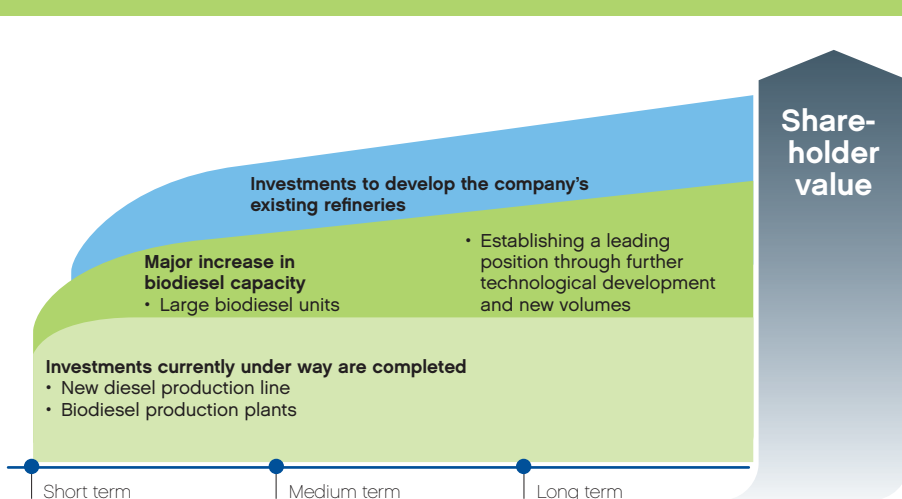 Share-
holder
value
Investments to develop the company's
existing refineries
Major increase in
biodiesel capacity
• Large biodiesel units
• Establishing a leading
position through further
technological development
and new volumes
Investments currently under way are completed
• New diesel production line
• Biodiesel production plants
Short term
Medium term
Long term